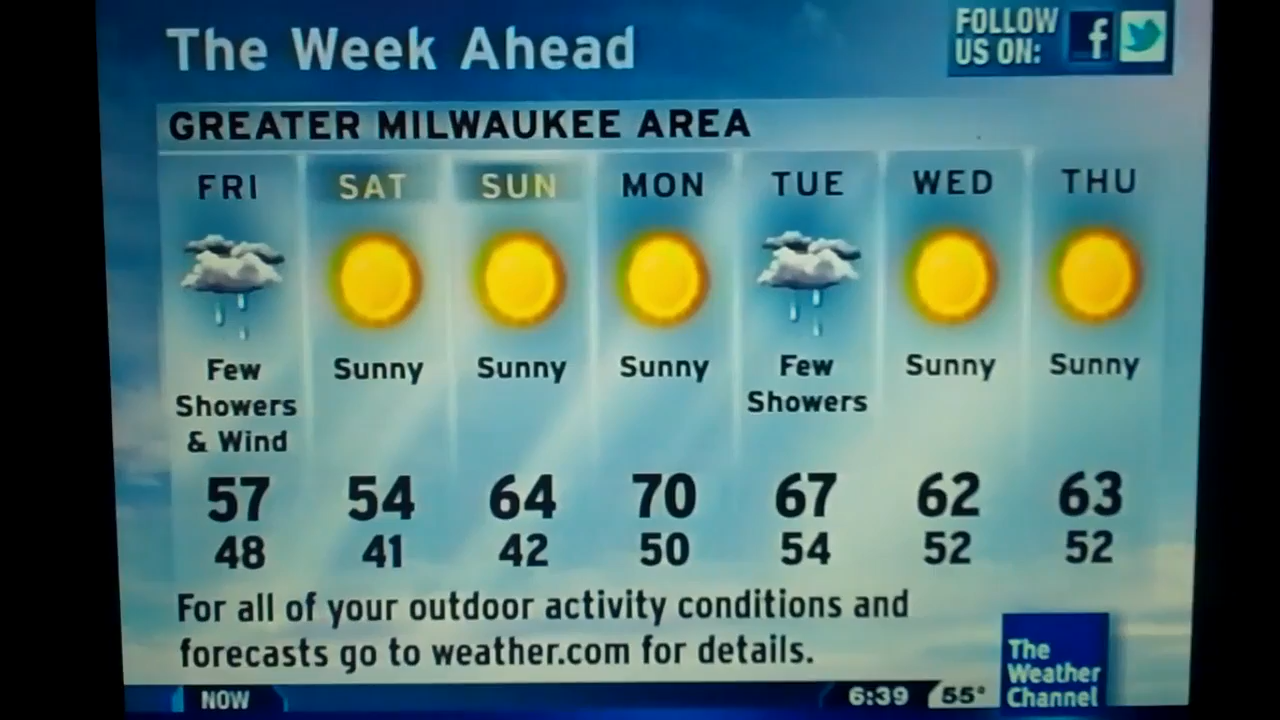 The Week Ahead
FOLLOW
US ON:
GREATER MILWAUKEE AREA
FRI SAT SUN MON TUE WED THU
Few Showers & Wind
Sunny
Sunny
Sunny
Few Showers
Sunny
Sunny
57 54 64 70 67 62 63
48 41 42 50 54 52 52
For all of your outdoor activity conditions and
forecasts go to weather.com for details.
The
Weather
Channel
NOW
6:39 55°